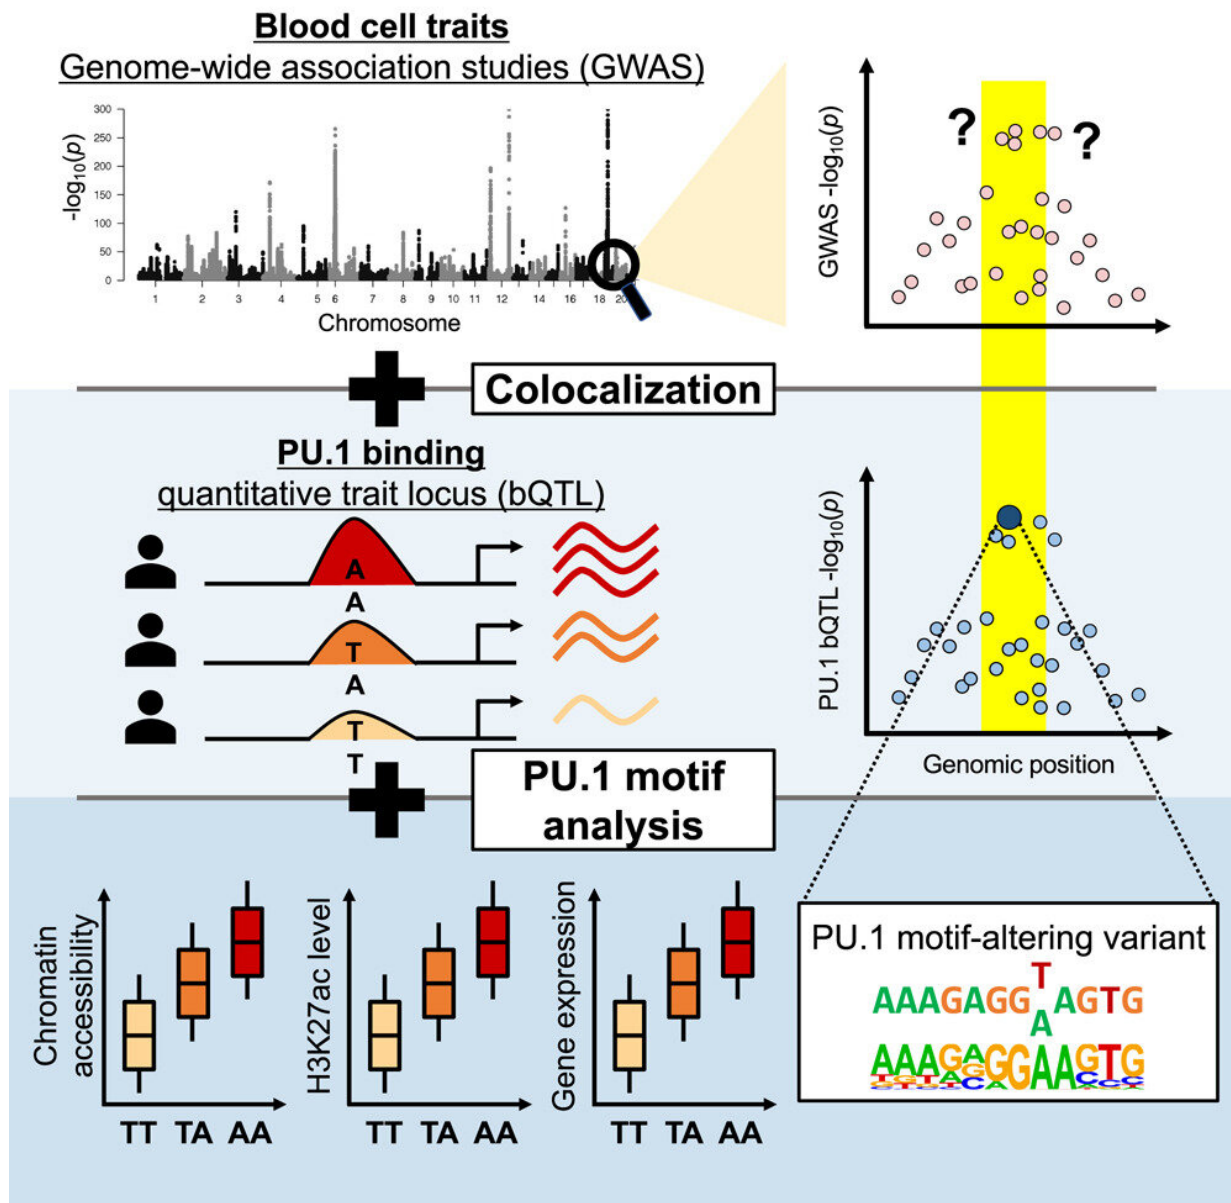 Blood cell traits
Genome-wide association studies (GWAS)
-log10(p)
300
250
200
150
100
50
0
1 2 3 4 5 6 7 8 9 10 11 12 14 16 18 20
Chromosome
GWAS -log10(p)
? ?
Colocalization
PU.1 binding
quantitative trait locus (bQTL)
A
A
T
A
T
T
PU.1 bQTL -log10(p)
Genomic position
PU.1 motif
analysis
Chromatin
accessibility
TT TA AA
H3K27ac level
TT TA AA
Gene expression
TT TA AA
PU.1 motif-altering variant
T
AAAGAGG AGTG
A
AAAGAGGAAGTG